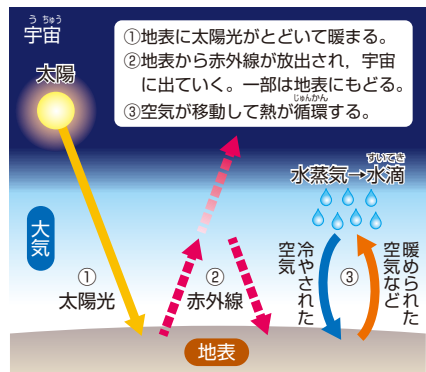 うちゅう
宇宙
太陽
①地表に太陽光がとどいて暖まる。
②地表から赤外線が放出され，宇宙
に出ていく。一部は地表にもどる。
じゅんかん
③空気が移動して熱が循環する。
すいてき
水蒸気→水滴
大気
①
太陽光
②
赤外線
冷やされた
空気
③
暖められた
空気など
地表